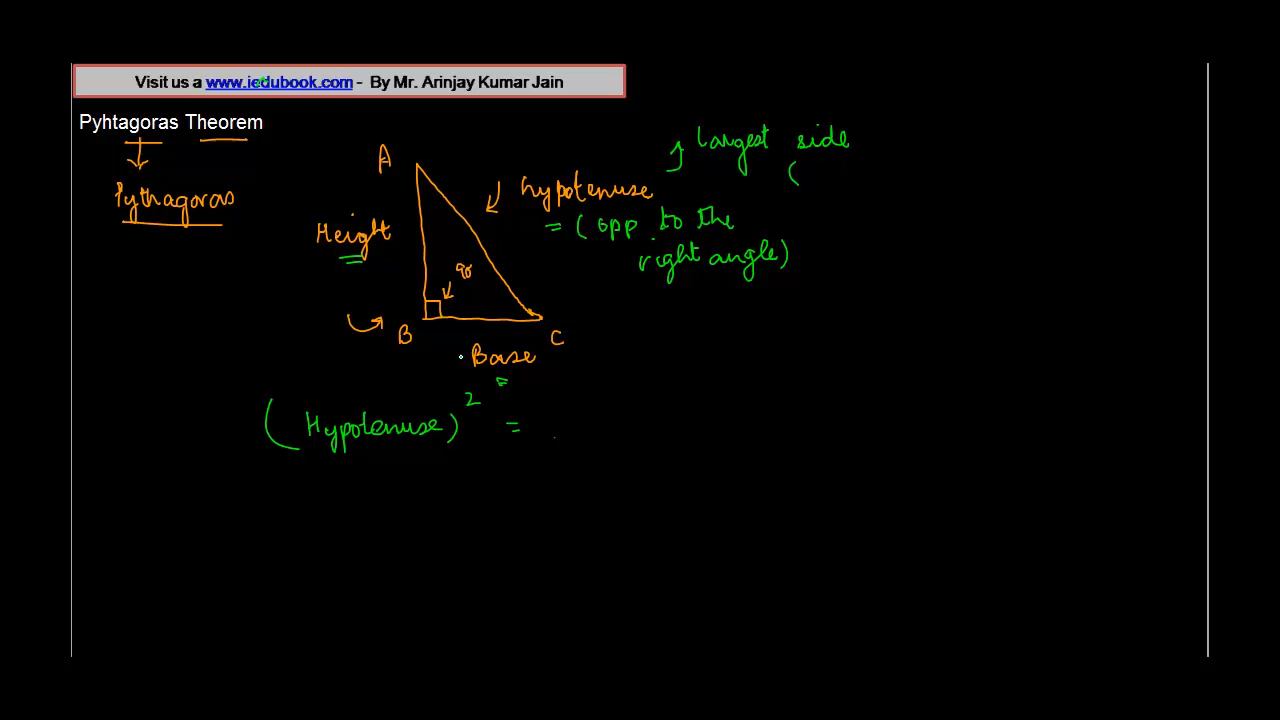 Visit us a www.iedubook.com - By Mr. Arinjay Kumar Jain
Pyhtagoras Theorem
Pythagoras
A
Height
90
B
C
Base
hypotenuse
= (opp to the
right angle)
largest side
(
(Hypotenuse)² =